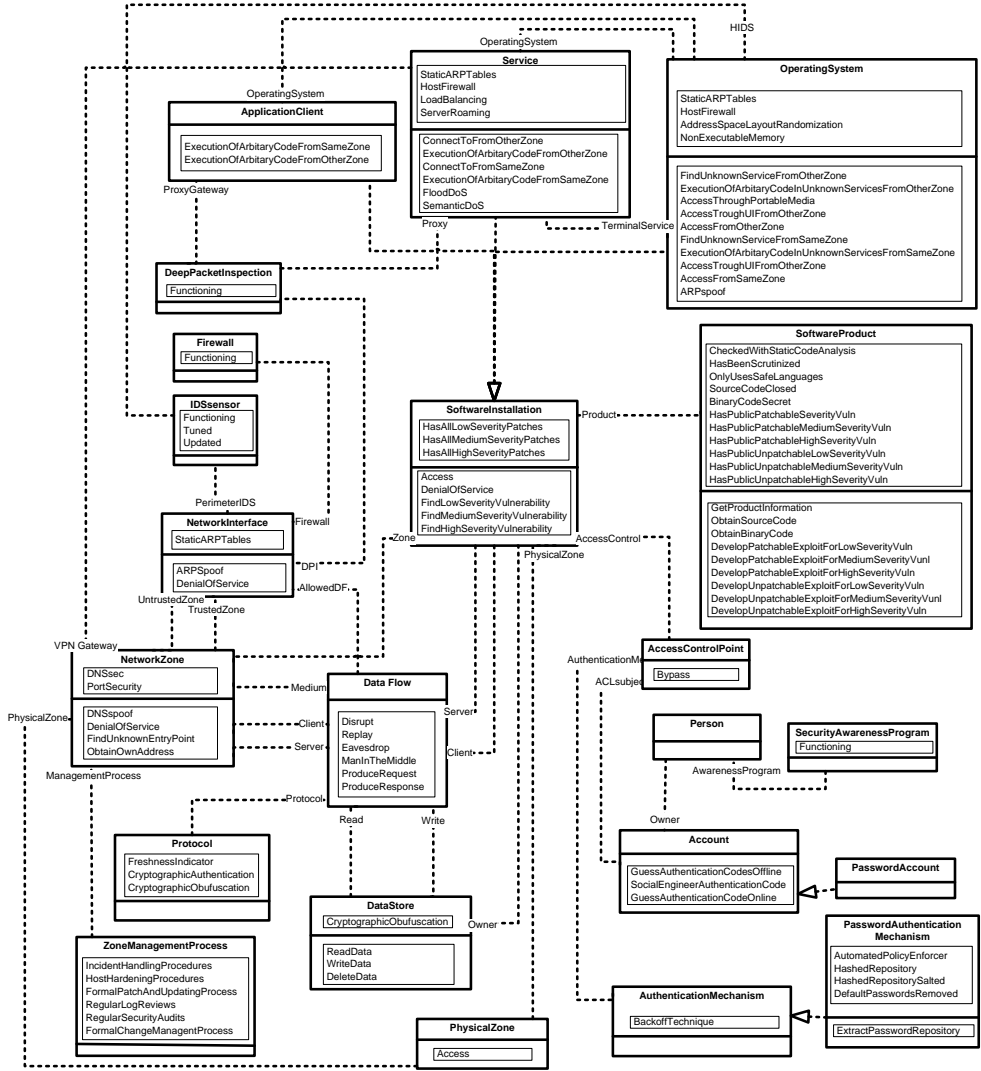 HIDS
OperatingSystem
Service
StaticARPTables
HostFirewall
LoadBalancing
ServerRoaming
ConnectToFromOtherZone
ExecutionOfArbitaryCodeFromOtherZone
ConnectToFromSameZone
ExecutionOfArbitaryCodeFromSameZone
FloodDoS
SemanticDoS
OperatingSystem
StaticARPTables
HostFirewall
AddressSpaceLayoutRandomization
NonExecutableMemory
FindUnknownServiceFromOtherZone
ExecutionOfArbitaryCodeInUnknownServicesFromOtherZone
AccessThroughPortableMedia
AccessTroughUIFromOtherZone
AccessFromOtherZone
FindUnknownServiceFromSameZone
ExecutionOfArbitaryCodeInUnknownServicesFromSameZone
AccessTroughUIFromOtherZone
AccessFromSameZone
ARPspoof
OperatingSystem
ApplicationClient
ExecutionOfArbitaryCodeFromSameZone
ExecutionOfArbitaryCodeFromOtherZone
ProxyGateway
Proxy
TerminalService
DeepPacketInspection
Functioning
Firewall
Functioning
IDSsensor
Functioning
Tuned
Updated
PerimeterIDS
NetworkInterface
StaticARPTables
ARPSpoof
DenialOfService
Firewall
DPI
AllowedDF
UntrustedZone
TrustedZone
SoftwareInstallation
HasAllLowSeverityPatches
HasAllMediumSeverityPatches
HasAllHighSeverityPatches
Access
DenialOfService
FindLowSeverityVulnerability
FindMediumSeverityVulnerability
FindHighSeverityVulnerability
Product
Zone
AccessControl
PhysicalZone
SoftwareProduct
CheckedWithStaticCodeAnalysis
HasBeenScrutinized
OnlyUsesSafeLanguages
SourceCodeClosed
BinaryCodeSecret
HasPublicPatchableSeverityVuln
HasPublicPatchableMediumSeverityVuln
HasPublicPatchableHighSeverityVuln
HasPublicUnpatchableLowSeverityVuln
HasPublicUnpatchableMediumSeverityVuln
HasPublicUnpatchableHighSeverityVuln
GetProductInformation
ObtainSourceCode
ObtainBinaryCode
DevelopPatchableExploitForLowSeverityVuln
DevelopPatchableExploitForMediumSeverityVunl
DevelopPatchableExploitForHighSeverityVuln
DevelopUnpatchableExploitForLowSeverityVuln
DevelopUnpatchableExploitForMediumSeverityVunl
DevelopUnpatchableExploitForHighSeverityVuln
VPN Gateway
NetworkZone
DNSsec
PortSecurity
DNSspoof
DenialOfService
FindUnknownEntryPoint
ObtainOwnAddress
PhysicalZone
ManagementProcess
Medium
Client
Server
Data Flow
Disrupt
Replay
Eavesdrop
ManInTheMiddle
ProduceRequest
ProduceResponse
Server
Client
Protocol
Read
Write
Protocol
FreshnessIndicator
CryptographicAuthentication
CryptographicObufuscation
DataStore
CryptographicObufuscation
ReadData
WriteData
DeleteData
Owner
ZoneManagementProcess
IncidentHandlingProcedures
HostHardeningProcedures
FormalPatchAndUpdatingProcess
RegularLogReviews
RegularSecurityAudits
FormalChangeManagentProcess
PhysicalZone
Access
AccessControlPoint
Bypass
AuthenticationMe
ACLsubjec
Person
SecurityAwarenessProgram
Functioning
AwarenessProgram
Owner
Account
GuessAuthenticationCodesOffline
SocialEngineerAuthenticationCode
GuessAuthenticationCodeOnline
PasswordAccount
PasswordAuthentication
Mechanism
AutomatedPolicyEnforcer
HashedRepository
HashedRepositorySalted
DefaultPasswordsRemoved
ExtractPasswordRepository
AuthenticationMechanism
BackoffTechnique